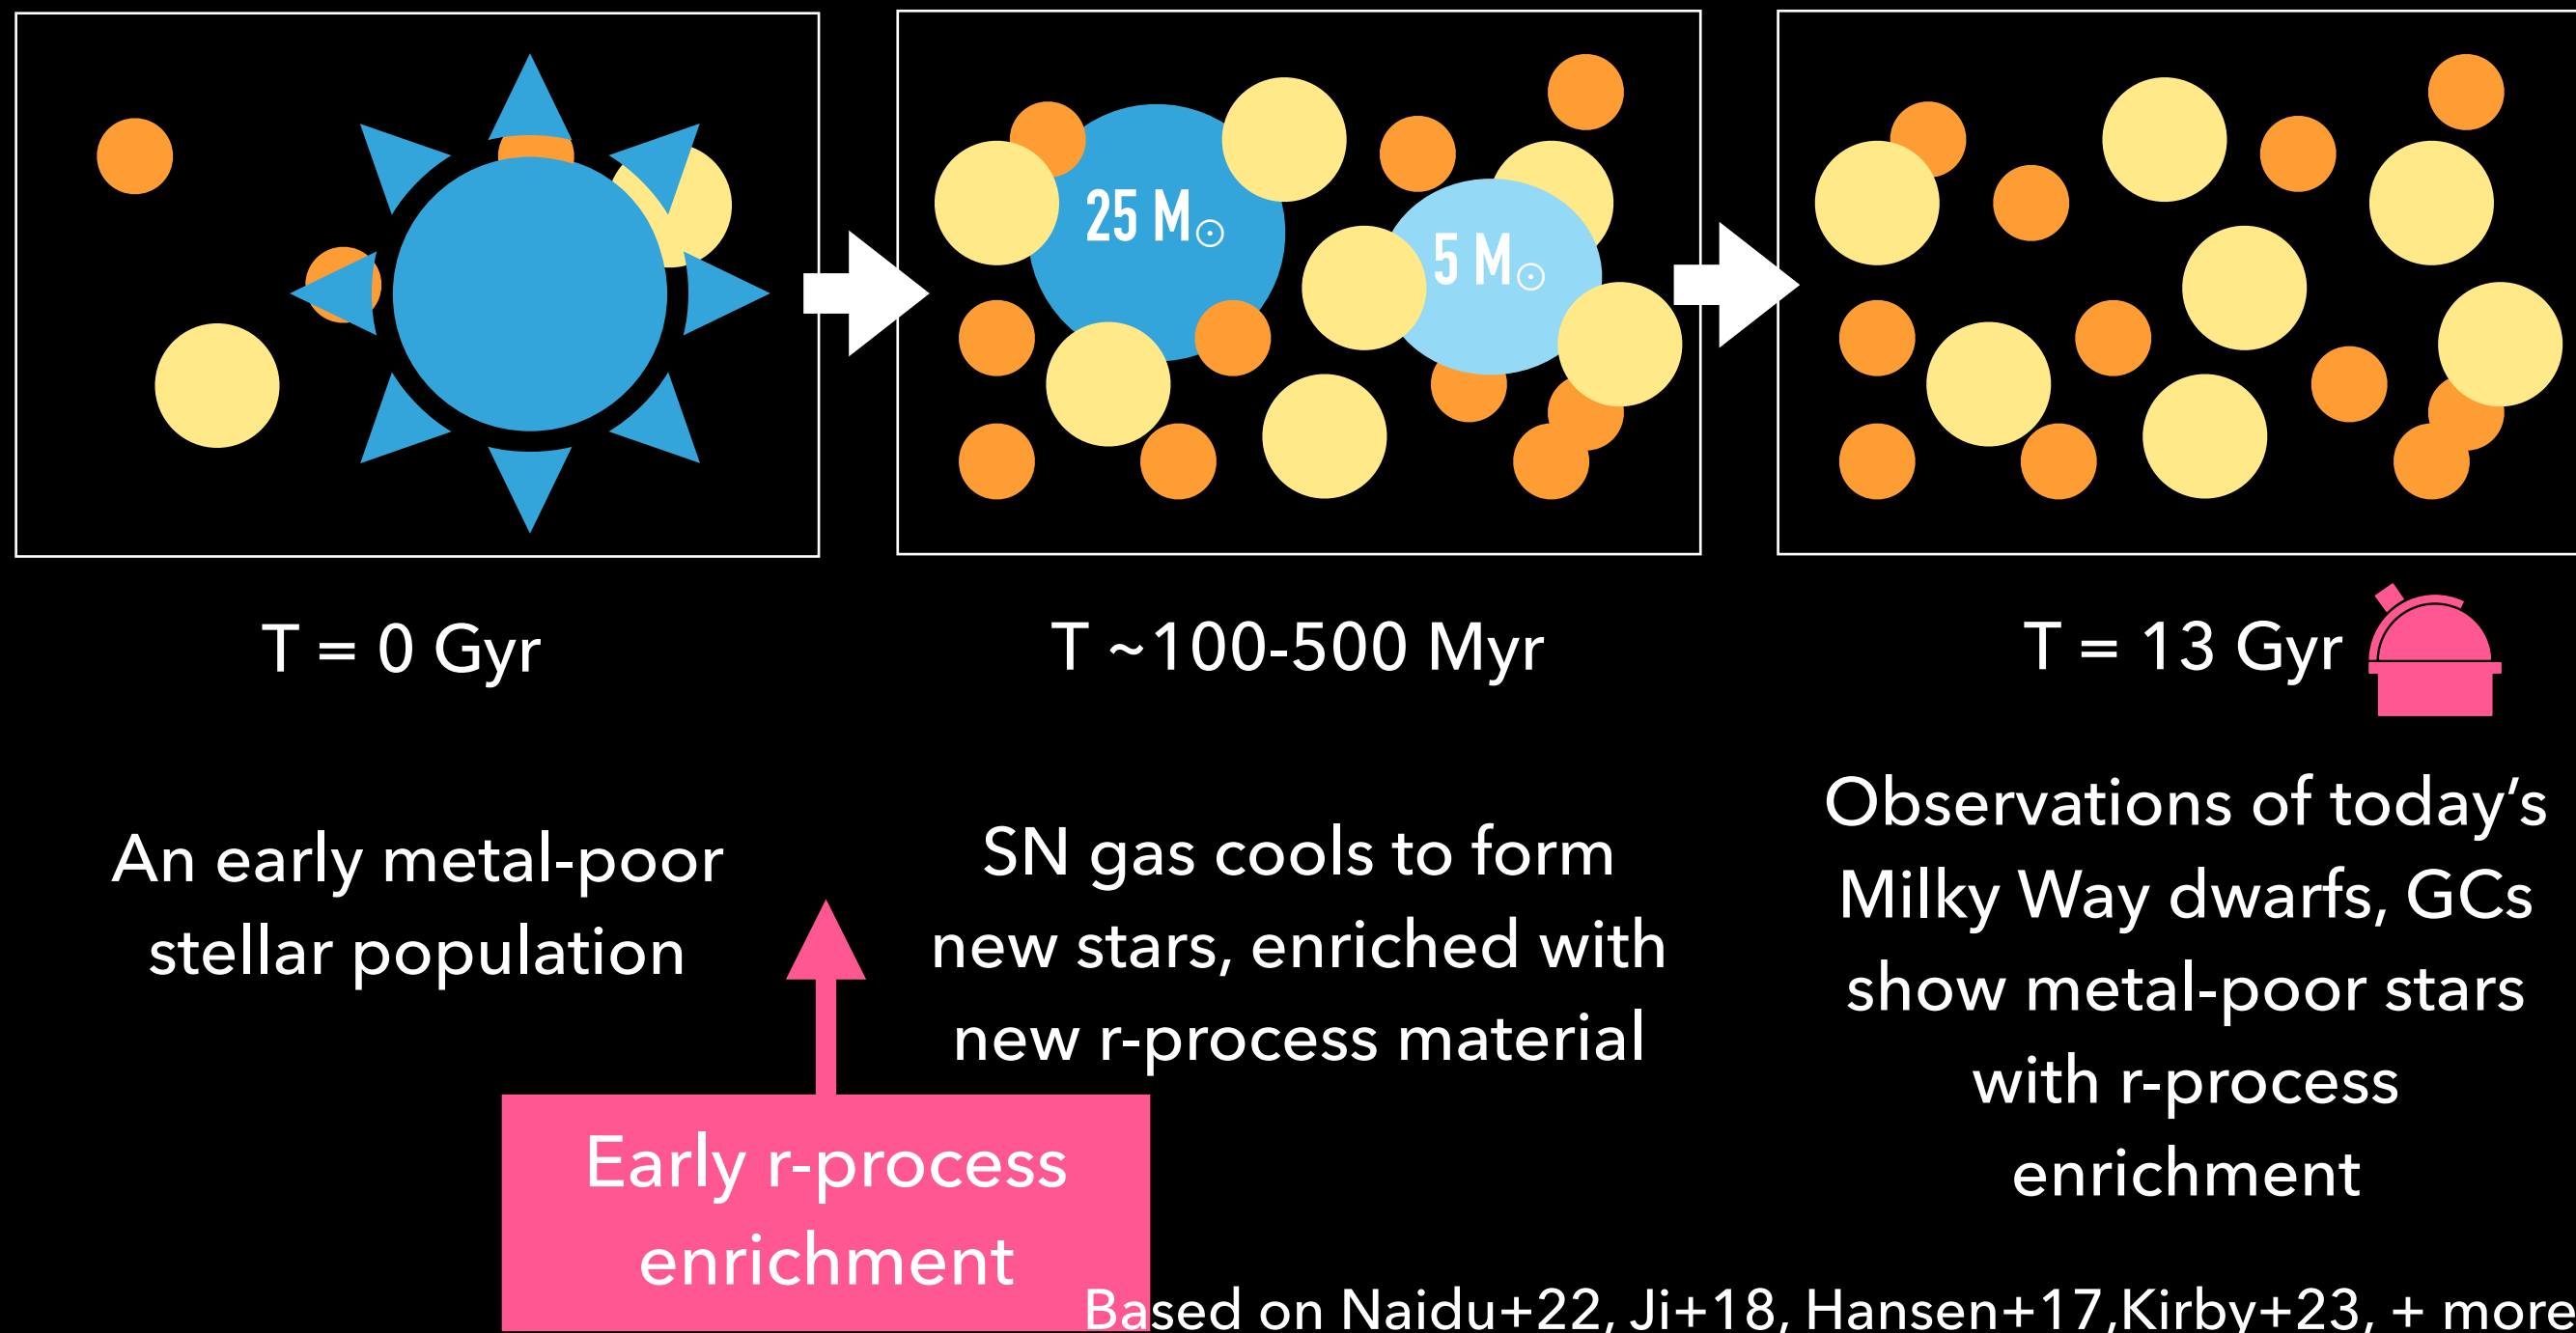 25 M☉
5 M☉
T = 0 Gyr
T ~100-500 Myr
T = 13 Gyr
An early metal-poor
stellar population
SN gas cools to form
new stars, enriched with
new r-process material
Observations of today’s
Milky Way dwarfs, GCs
show metal-poor stars
with r-process
enrichment
Early r-process
enrichment
Based on Naidu+22, Ji+18, Hansen+17,Kirby+23, + more